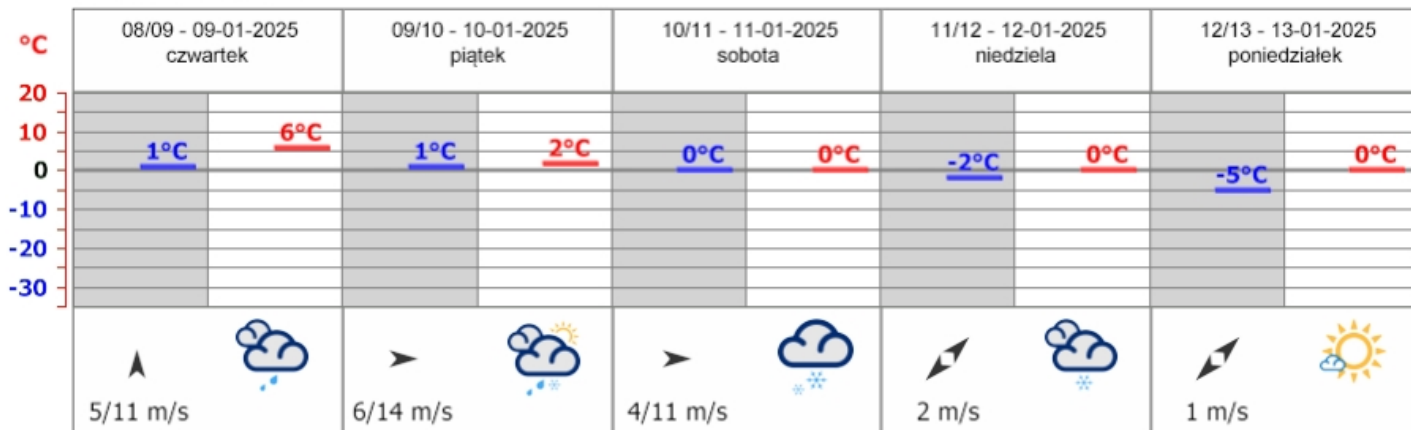 °C
08/09 - 09-01-2025
czwartek
09/10 - 10-01-2025
piątek
10/11 - 11-01-2025
sobota
11/12 - 12-01-2025
niedziela
12/13 - 13-01-2025
poniedziałek
20
10
0
-10
-20
-30
1°C
6°C
1°C
2°C
0°C
0°C
-2°C
0°C
-5°C
0°C
5/11 m/s
6/14 m/s
4/11 m/s
2 m/s
1 m/s